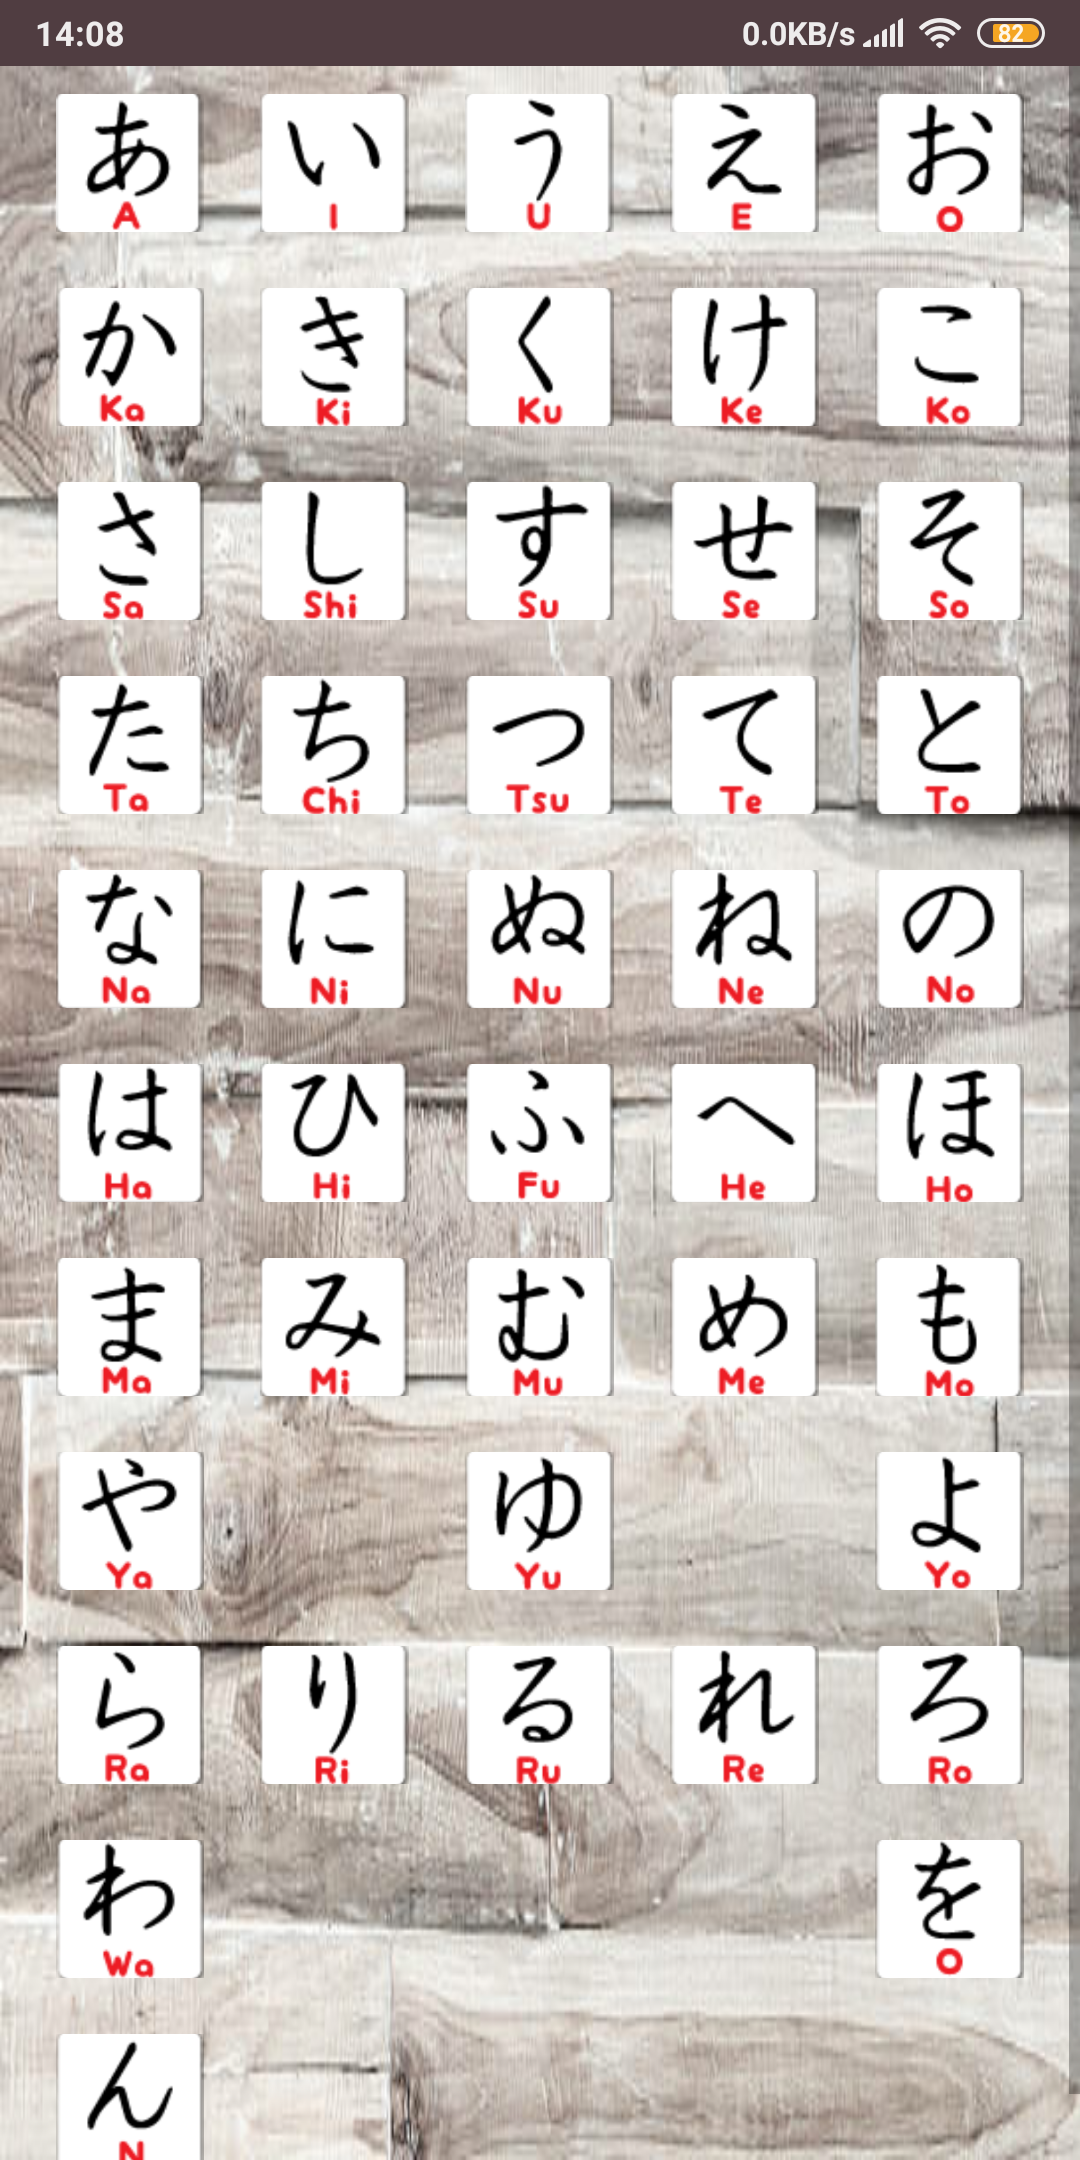 14:08 0.0KB/s 82
あ い う え お
A I U E O
か き く け こ
Ka Ki Ku Ke Ko
さ し す せ そ
Sa Shi Su Se So
た ち つ て と
Ta Chi Tsu Te To
な に ぬ ね の
Na Ni Nu Ne No
は ひ ふ へ ほ
Ha Hi Fu He Ho
ま み む め も
Ma Mi Mu Me Mo
や ゆ よ
Ya Yu Yo
ら り る れ ろ
Ra Ri Ru Re Ro
わ を
Wa O
ん
N